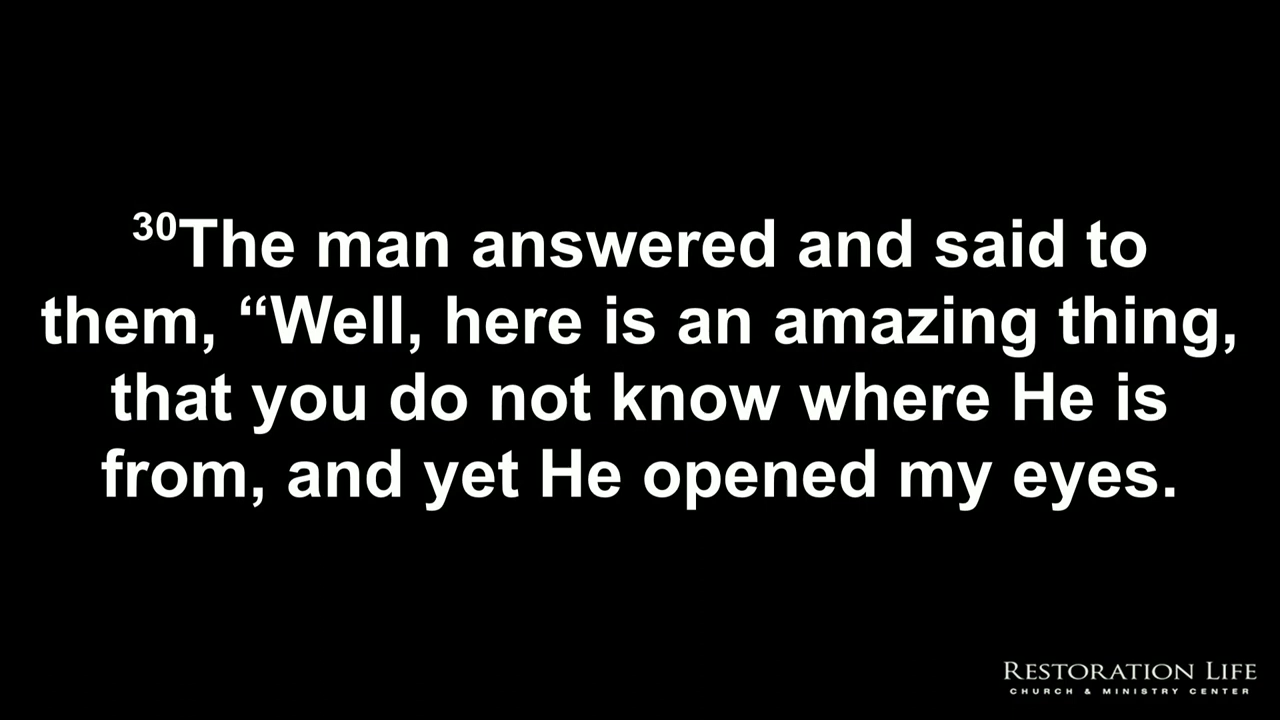 30The man answered and said to
them, “Well, here is an amazing thing,
that you do not know where He is
from, and yet He opened my eyes.
RESTORATION LIFE
CHURCH & MINISTRY CENTER